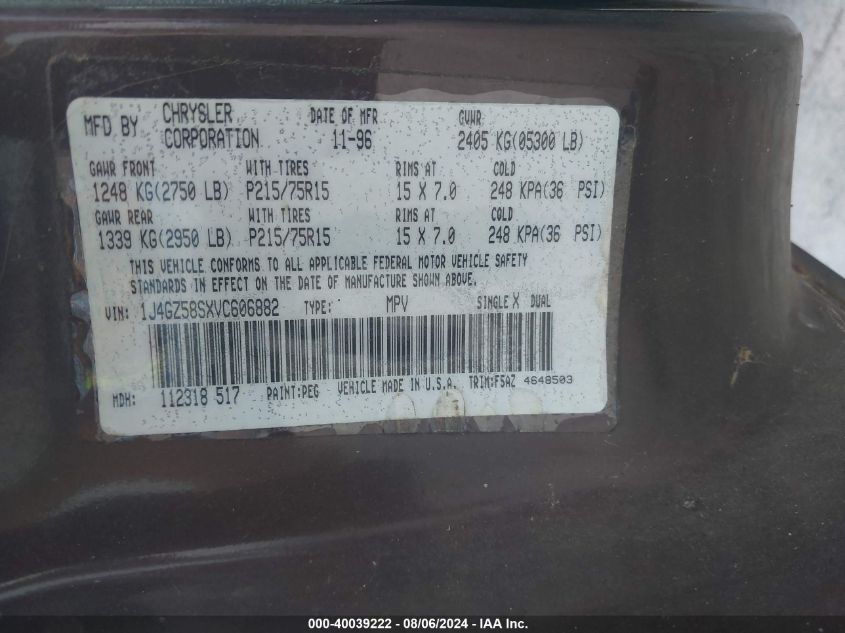 MFD BY CHRYSLER CORPORATION DATE OF MFR 11-96 GVWR 2405 KG(05300 LB)
GAWR FRONT WITH TIRES RIMS AT COLD
1248 KG(2750 LB) P215/75R15 15 X 7.0 248 KPA(36 PSI)
GAWR REAR WITH TIRES RIMS AT COLD
1339 KG(2950 LB) P215/75R15 15 X 7.0 248 KPA(36 PSI)
THIS VEHICLE CONFORMS TO ALL APPLICABLE FEDERAL MOTOR VEHICLE SAFETY
STANDARDS IN EFFECT ON THE DATE OF MANUFACTURE SHOWN ABOVE.
VIN: 1J4GZ58SXVC606882 TYPE: MPV SINGLE X DUAL
MDH: 112318 517 PAINT:PEG VEHICLE MADE IN U.S.A. TRIM:F5AZ 4648503
000-40039222 - 08/06/2024 - IAA Inc.